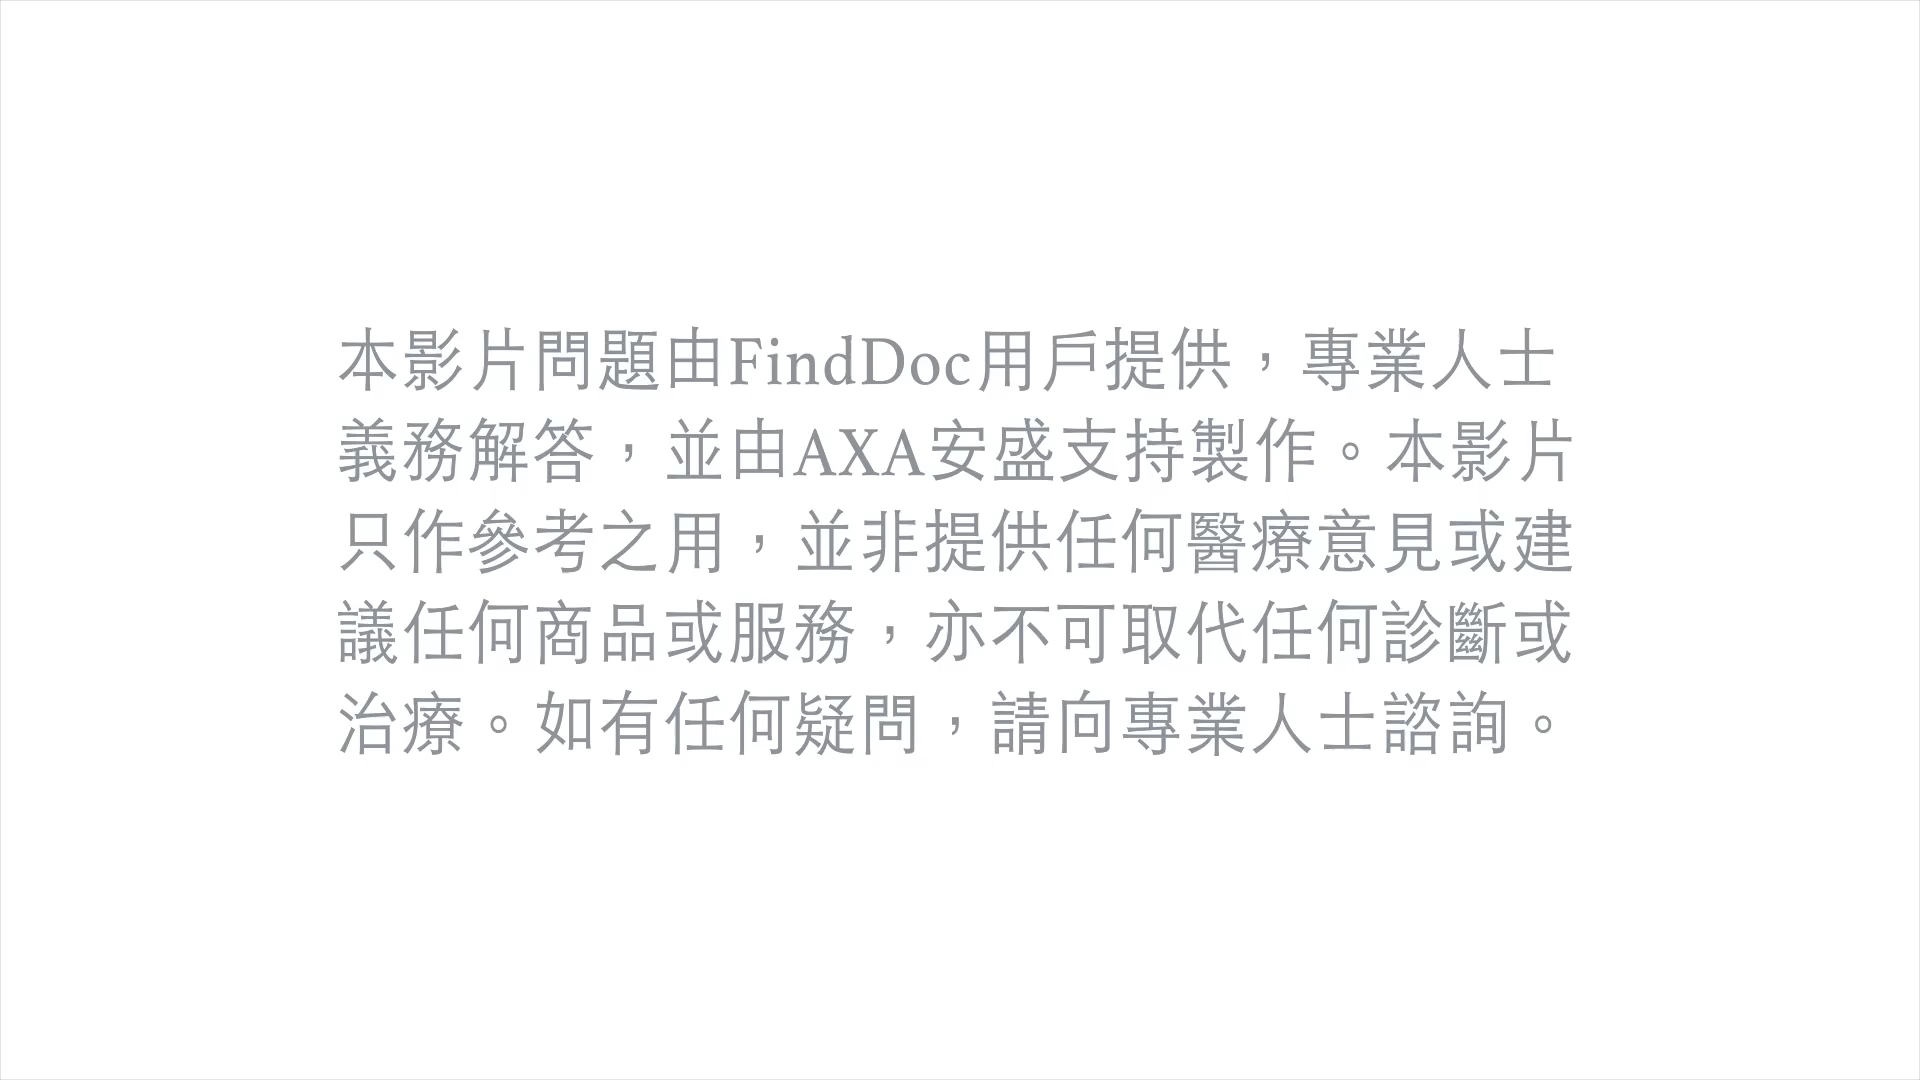 本影片問題由FindDoc用戶提供，專業人士
義務解答，並由AXA安盛支持製作。本影片
只作參考之用，並非提供任何醫療意見或建
議任何商品或服務，亦不可取代任何診斷或
治療。如有任何疑問，請向專業人士諮詢。